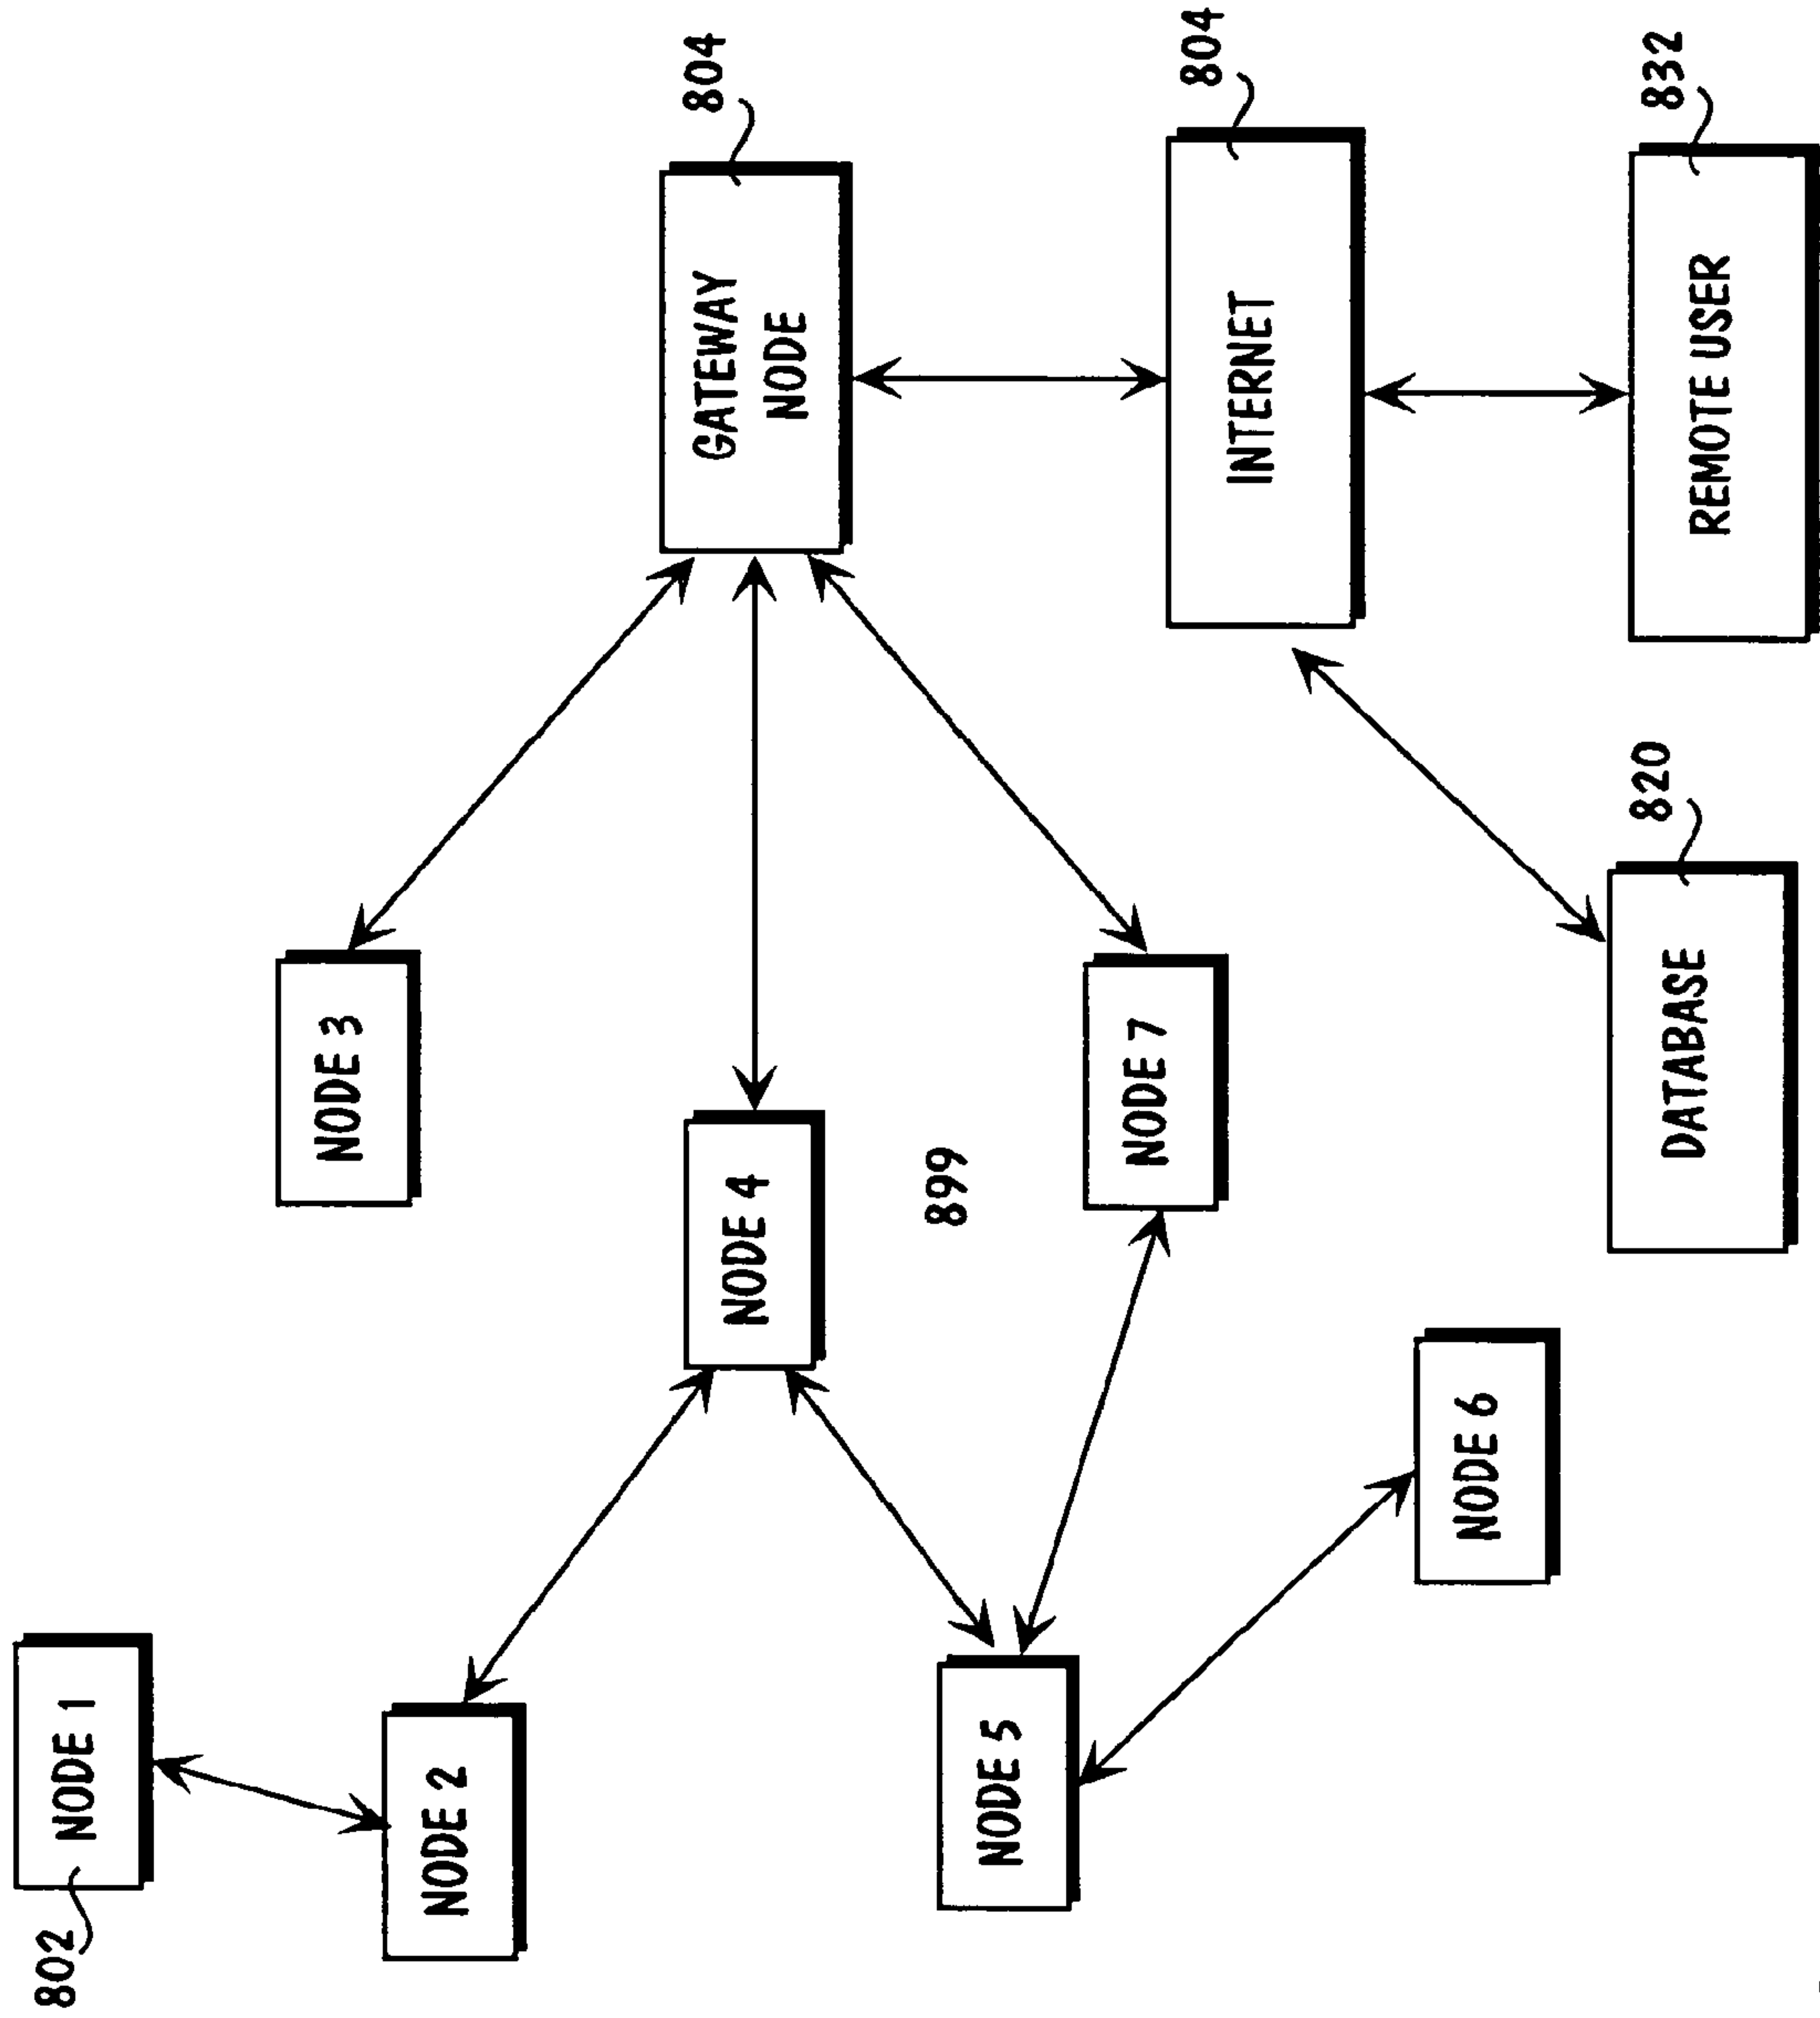 802
NODE 1
NODE 3
NODE 2
804
GATEWAY
NODE
NODE 4
899
NODE 5
NODE 7
804
INTERNET
NODE 6
820
832
DATABASE
REMOTE USER